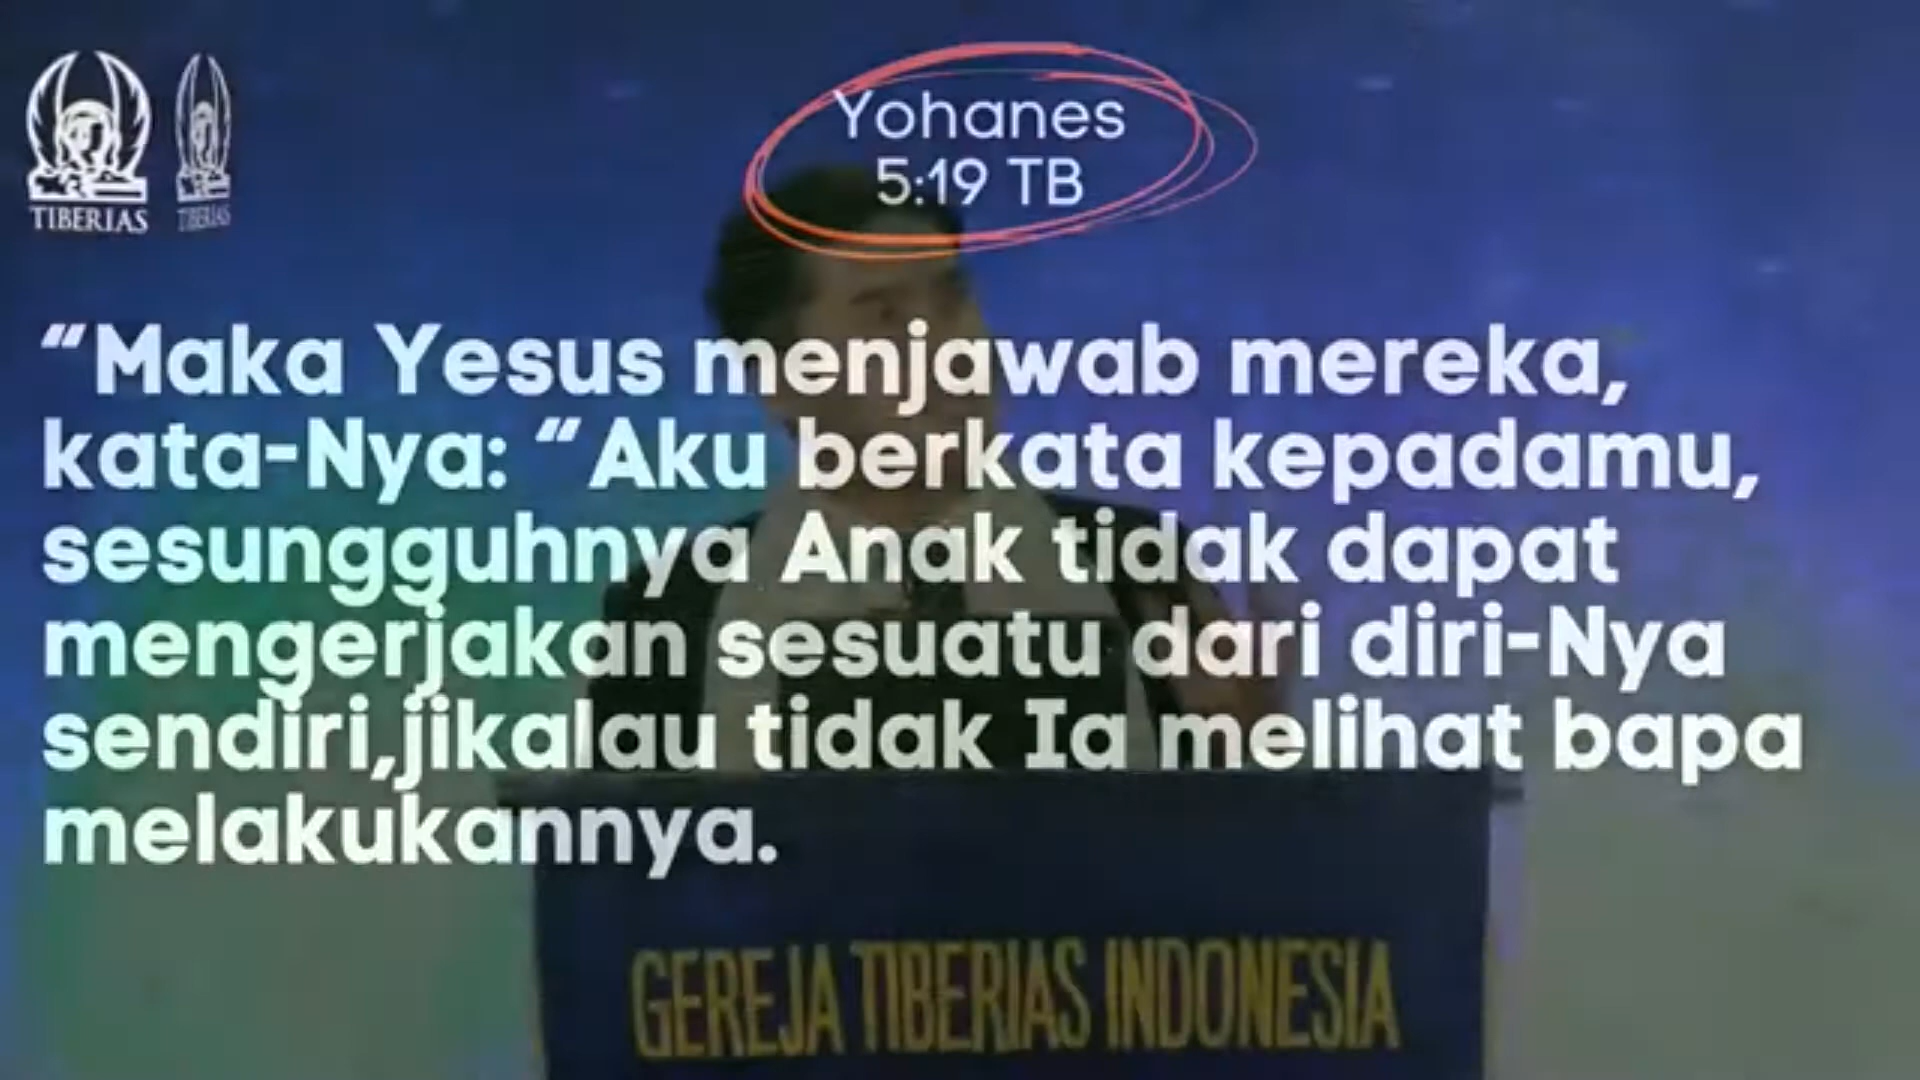 TIBERIAS
TIBERIAS
Yohanes
5:19 TB
“Maka Yesus menjawab mereka,
kata-Nya: “Aku berkata kepadamu,
sesungguhnya Anak tidak dapat
mengerjakan sesuatu dari diri-Nya
sendiri,jikalau tidak Ia melihat bapa
melakukannya.
GEREJA TIBERIAS INDONESIA